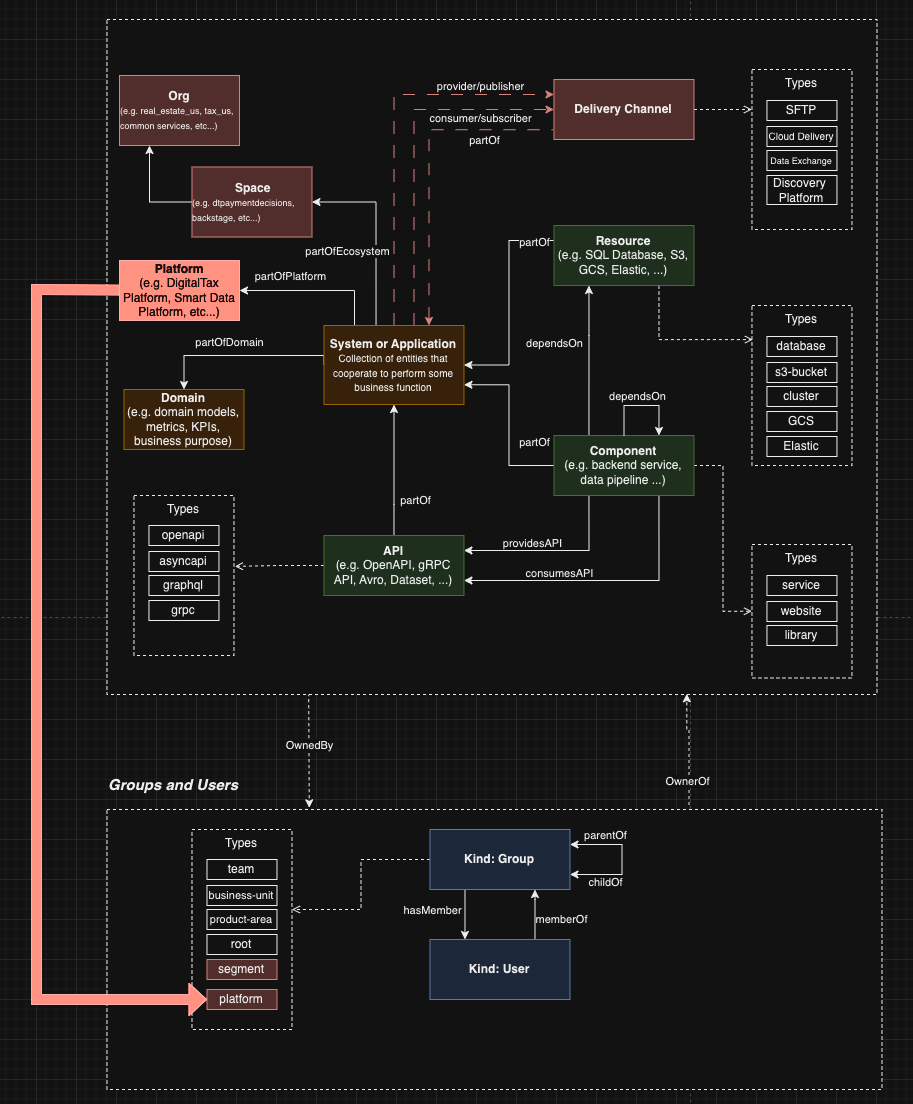 provider/publisher
consumer/subscriber
partOf
Org
(e.g. real_estate_us, tax_us,
common services, etc...)
Delivery Channel
Types
SFTP
Cloud Delivery
Data Exchange
Discovery
Platform
Space
(e.g. dtpaymentdecisions,
backstage, etc...)
partOfEcosystem
Platform
(e.g. DigitalTax
Platform, Smart Data
Platform, etc...)
partOfPlatform
partOf
Resource
(e.g. SQL Database, S3,
GCS, Elastic, ...)
partOfDomain
System or Application
Collection of entities that
cooperate to perform some
business function
dependsOn
Types
database
s3-bucket
cluster
GCS
Elastic
Domain
(e.g. domain models,
metrics, KPIs,
business purpose)
dependsOn
partOf
Component
(e.g. backend service,
data pipeline ...)
partOf
Types
openapi
asyncapi
graphql
grpc
API
(e.g. OpenAPI, gRPC
API, Avro, Dataset, ...)
providesAPI
consumesAPI
Types
service
website
library
OwnedBy
OwnerOf
Groups and Users
Types
team
business-unit
product-area
root
segment
platform
Kind: Group
parentOf
childOf
hasMember
memberOf
Kind: User